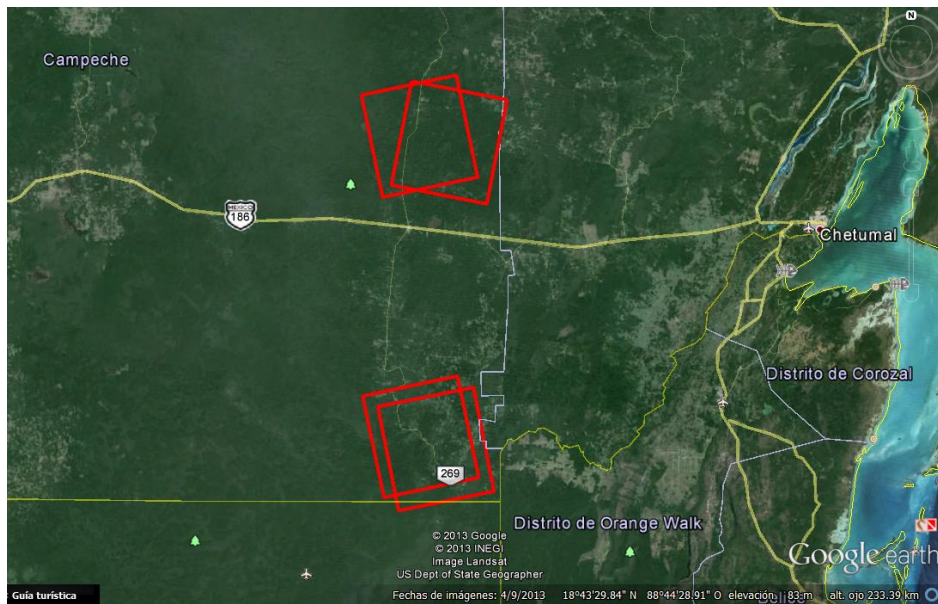 N
Campeche
MEXICO
186
Chetumal
Distrito de Corozal
269
Distrito de Orange Walk
© 2013 Google
© 2013 INEGI
Image Landsat
US Dept of State Geographer
Google earth
Guía turística
Fechas de imágenes: 4/9/2013 18°43'29.84" N 88°44'28.91" O elevación 83 m alt. ojo 233.39 km
Belice